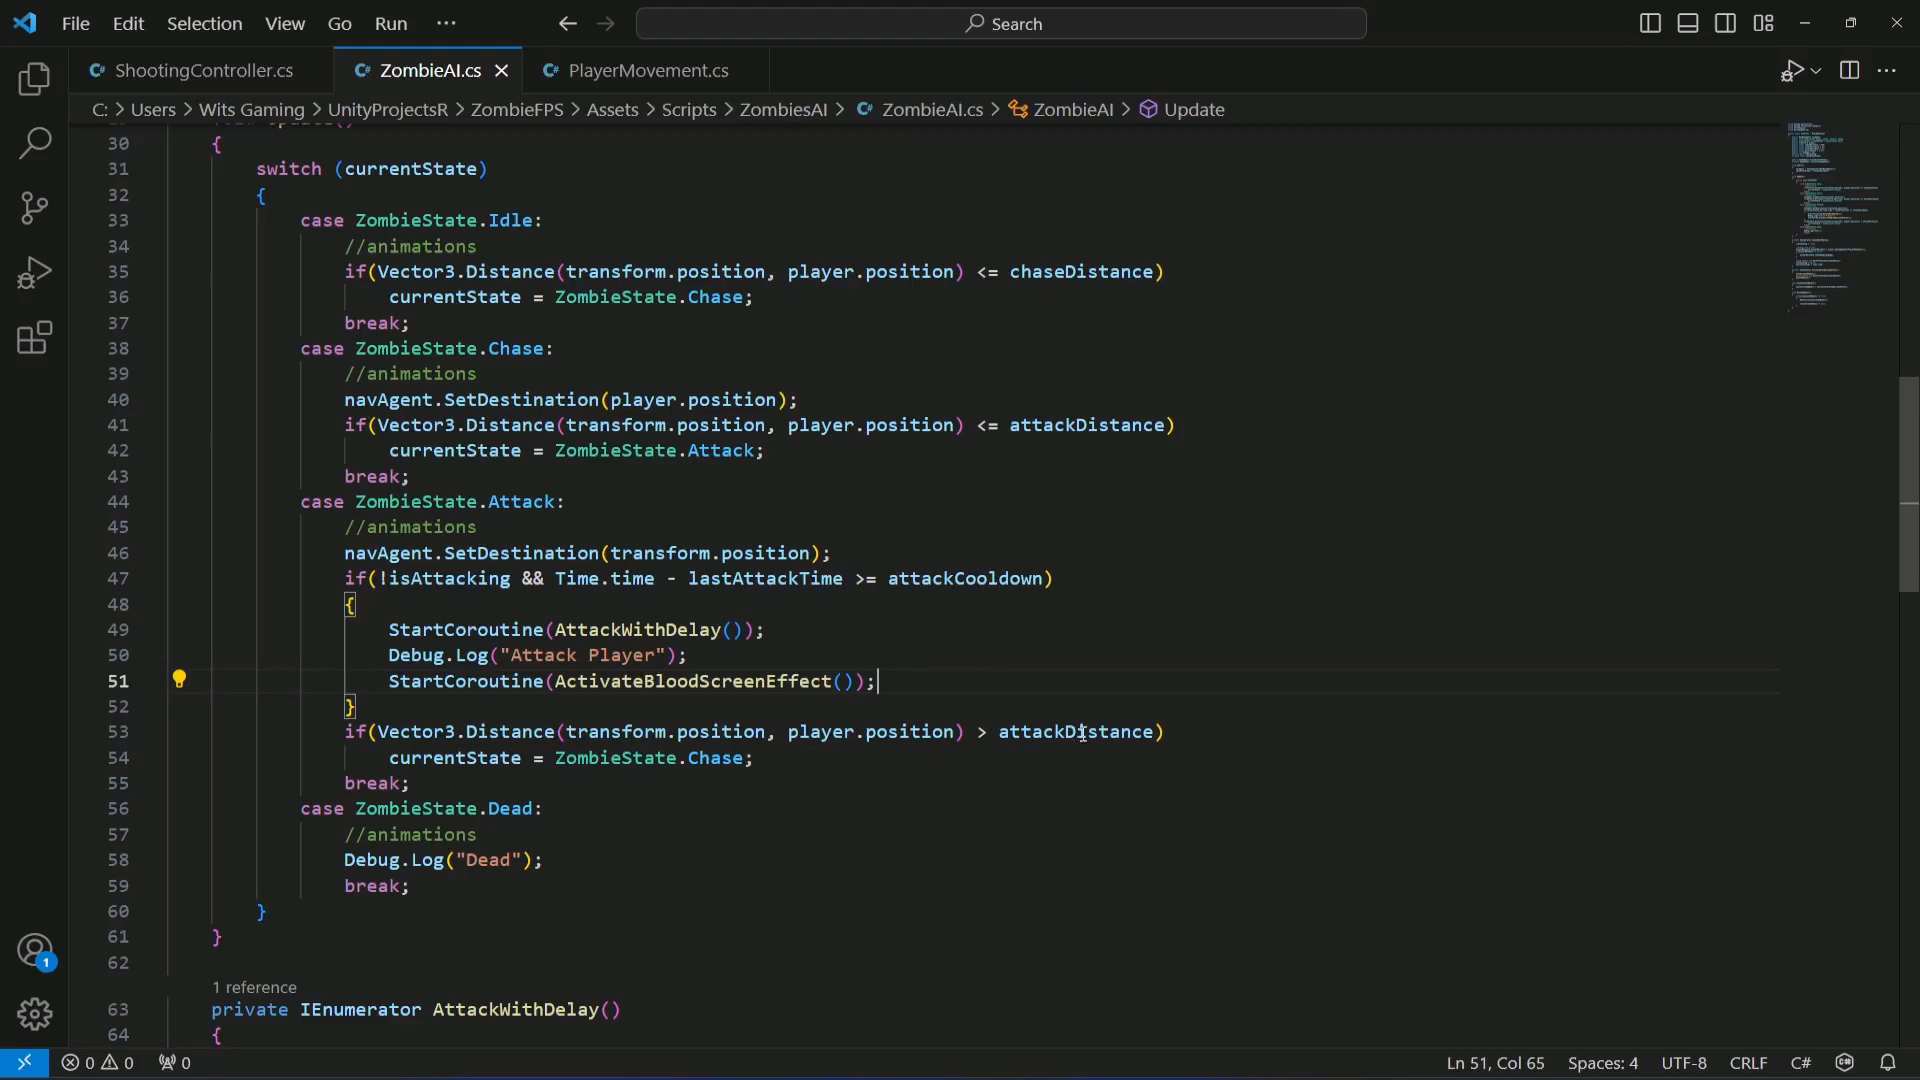 File Edit Selection View Go Run ··· Search
ShootingController.cs ZombieAI.cs PlayerMovement.cs
C: > Users > Wits Gaming > UnityProjectsR > ZombieFPS > Assets > Scripts > ZombiesAI > ZombieAI.cs > ZombieAI > Update
30 {
31 switch (currentState)
32 {
33 case ZombieState.Idle:
34 //animations
35 if(Vector3.Distance(transform.position, player.position) <= chaseDistance)
36 currentState = ZombieState.Chase;
37 break;
38 case ZombieState.Chase:
39 //animations
40 navAgent.SetDestination(player.position);
41 if(Vector3.Distance(transform.position, player.position) <= attackDistance)
42 currentState = ZombieState.Attack;
43 break;
44 case ZombieState.Attack:
45 //animations
46 navAgent.SetDestination(transform.position);
47 if(!isAttacking && Time.time - lastAttackTime >= attackCooldown)
48 {
49 StartCoroutine(AttackWithDelay());
50 Debug.Log("Attack Player");
51 StartCoroutine(ActivateBloodScreenEffect());
52 }
53 if(Vector3.Distance(transform.position, player.position) > attackDistance)
54 currentState = ZombieState.Chase;
55 break;
56 case ZombieState.Dead:
57 //animations
58 Debug.Log("Dead");
59 break;
60 }
61 }
62
1 reference
63 private IEnumerator AttackWithDelay()
64 {
1
0 0 0 Ln 51, Col 65 Spaces: 4 UTF-8 CRLF C#